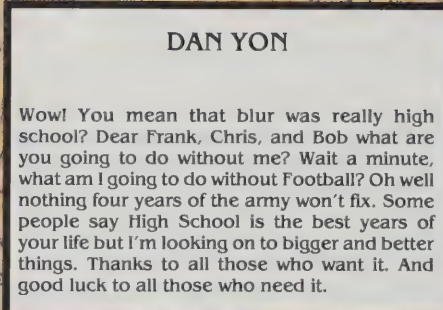 DAN YON
Wow! You mean that blur was really high
school? Dear Frank, Chris, and Bob what are
you going to do without me? Wait a minute,
what am I going to do without Football? Oh well
nothing four years of the army won't fix. Some
people say High School is the best years of
your life but I'm looking on to bigger and better
things. Thanks to all those who want it. And
good luck to all those who need it.